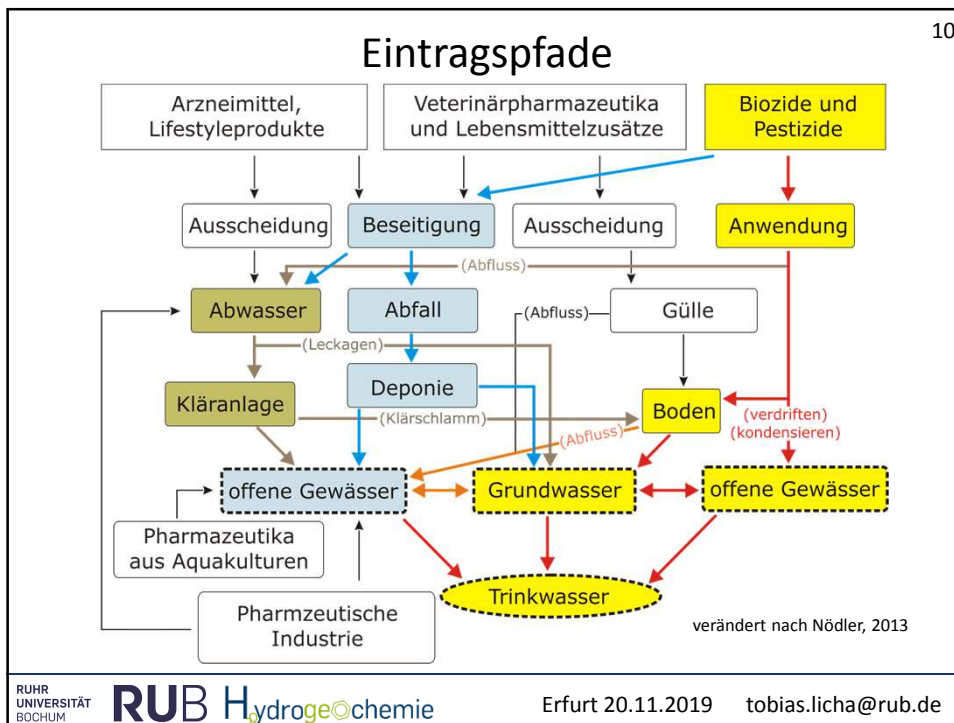 10
Eintragspfade
Arzneimittel,
Lifestyleprodukte
Veterinärpharmazeutika
und Lebensmittelzusätze
Biozide und
Pestizide
Ausscheidung
Beseitigung
Ausscheidung
Anwendung
(Abfluss)
Abwasser
Abfall
(Abfluss)
Gülle
(Leckagen)
Kläranlage
Deponie
(Klärschlamm)
Boden
(verdriften)
(kondensieren)
(Abfluss)
offene Gewässer
Grundwasser
offene Gewässer
Pharmazeutika
aus Aquakulturen
Trinkwasser
Pharmzeutische
Industrie
verändert nach Nödler, 2013
RUHR
UNIVERSITÄT
BOCHUM
RUB
Hydrogeochemie
Erfurt 20.11.2019
tobias.licha@rub.de